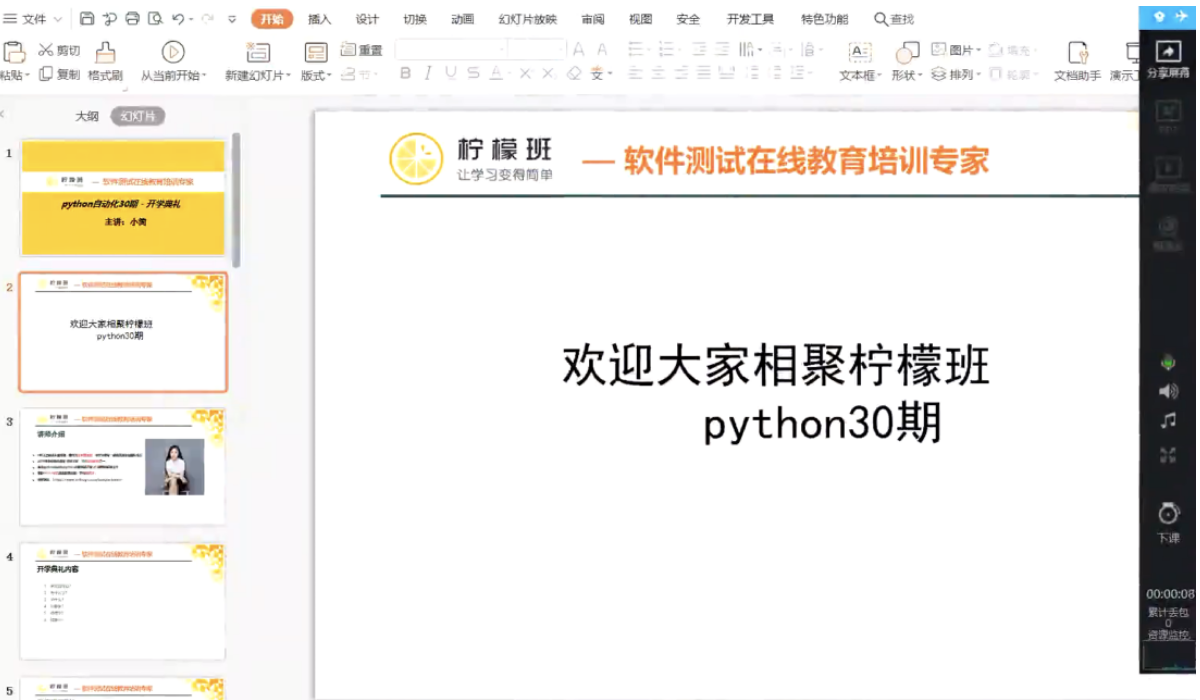 文件
开始 插入 设计 切换 动画 幻灯片放映 审阅 视图 安全 开发工具 特色功能 查找
剪切
粘贴 复制 格式刷 从当前开始 新建幻灯片 版式 重置 节
B I U S A X X 变
文本框 形状 图片 排列 填充 轮廓 文档助手 演示工
分享屏幕
大纲 幻灯片
1
柠檬班 — 软件测试在线教育培训专家
python自动化30期 - 开学典礼
主讲：小简
2
柠檬班 — 软件测试在线教育培训专家
欢迎大家相聚柠檬班
python30期
3
柠檬班 — 软件测试在线教育培训专家
讲师介绍
4
柠檬班 — 软件测试在线教育培训专家
开学典礼内容
5
柠檬班 — 软件测试在线教育培训专家
柠檬班
让学习变得简单
— 软件测试在线教育培训专家
欢迎大家相聚柠檬班
python30期
下课
00:00:08
累计丢包
0
资源监控